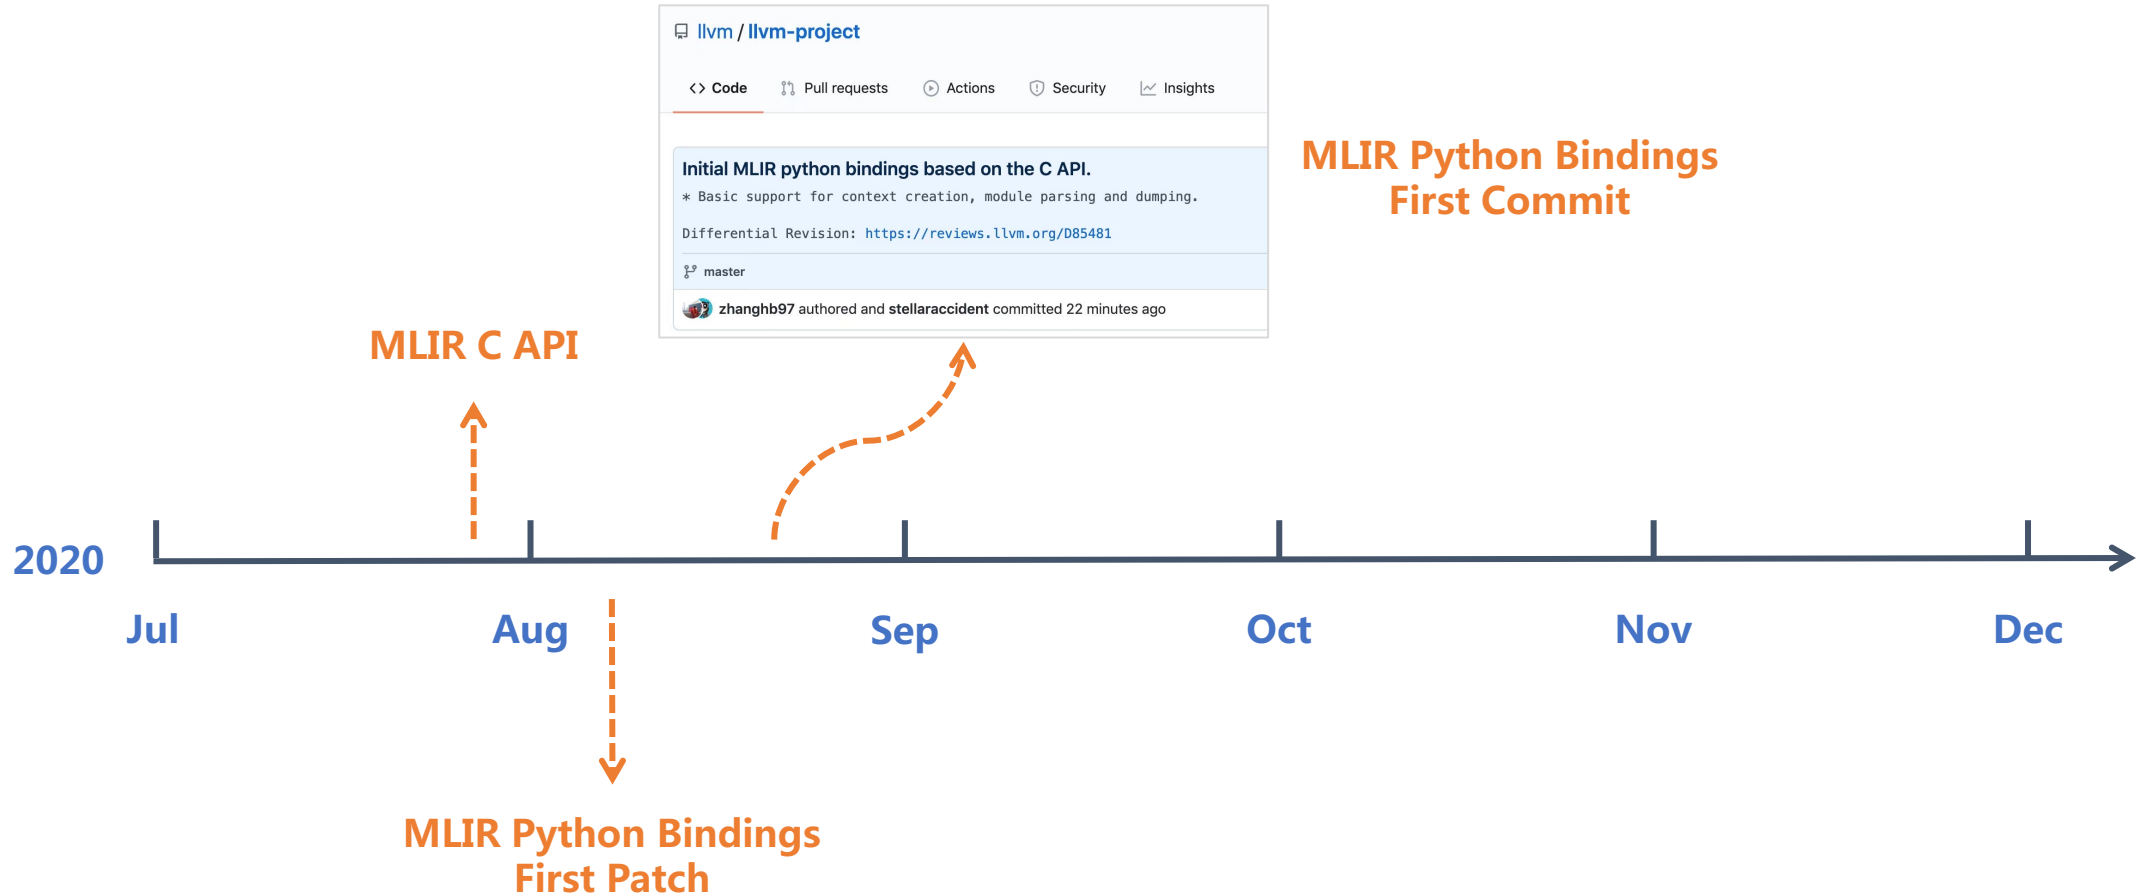 llvm / llvm-project
Code Pull requests Actions Security Insights
Initial MLIR python bindings based on the C API.
* Basic support for context creation, module parsing and dumping.
Differential Revision: https://reviews.llvm.org/D85481
master
zhanghb97 authored and stellaraccident committed 22 minutes ago
MLIR Python Bindings
First Commit
MLIR C API
2020
Jul Aug Sep Oct Nov Dec
MLIR Python Bindings
First Patch